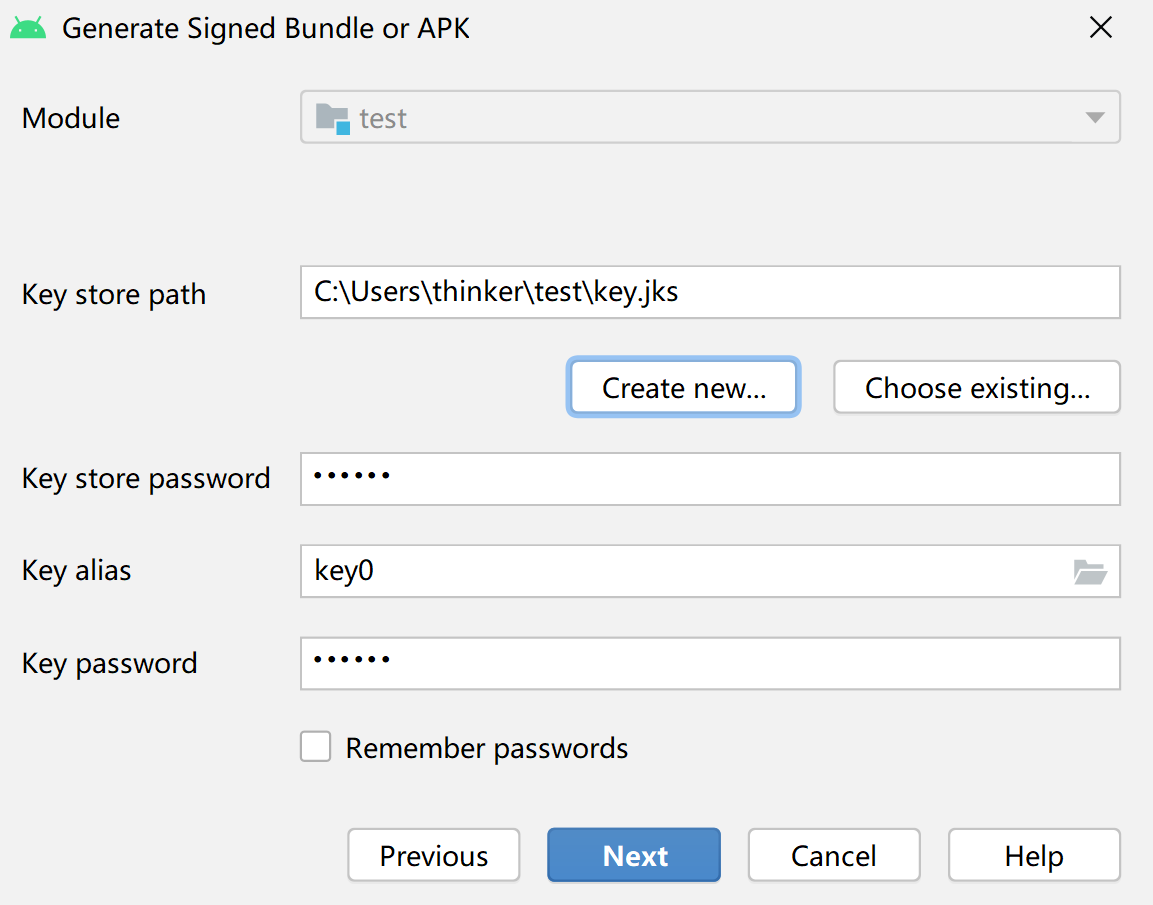 Generate Signed Bundle or APK
Module test
Key store path C:\Users\thinker\test\key.jks
Create new... Choose existing...
Key store password ••••••
Key alias key0
Key password ••••••
Remember passwords
Previous Next Cancel Help